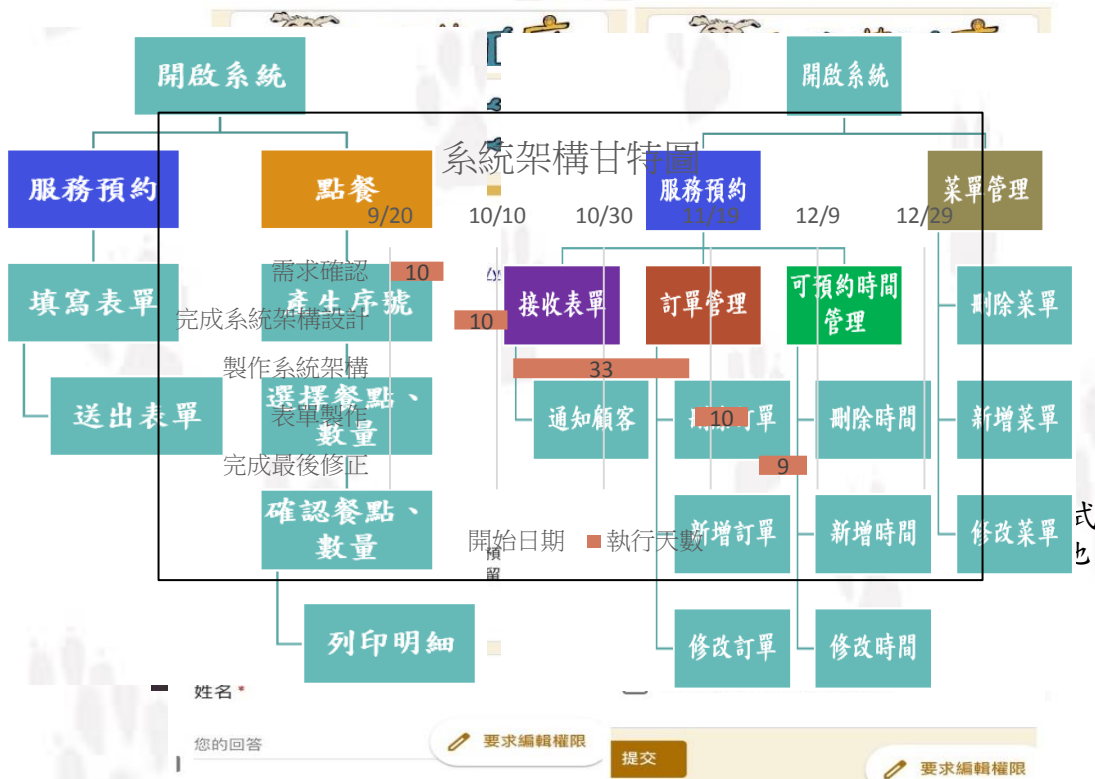 開啟系統
開啟系統
系統架構甘特圖
服務預約
點餐
服務預約
菜單管理
9/20
10/10
10/30
11/19
12/9
12/29
需求確認
10
填寫表單
產生序號
接收表單
訂單管理
可預約時間
管理
刪除菜單
完成系統架構設計
10
製作系統架構
33
送出表單
選擇餐點、
數量
表單製作
10
通知顧客
訂單
刪除時間
新增菜單
完成最後修正
9
確認餐點、
數量
開始日期
執行天數
新增訂單
新增時間
修改菜單
式
預
留
列印明細
修改訂單
修改時間
姓名 *
您的回答
要求編輯權限
提交
要求編輯權限